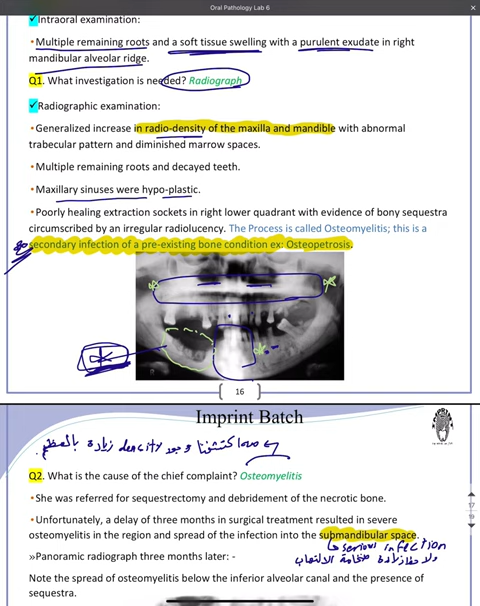 Oral Pathology Lab 6
Intraoral examination:
•Multiple remaining roots and a soft tissue swelling with a purulent exudate in right
mandibular alveolar ridge.
Q1. What investigation is needed? Radiograph
Radiographic examination:
•Generalized increase in radio-density of the maxilla and mandible with abnormal
trabecular pattern and diminished marrow spaces.
•Multiple remaining roots and decayed teeth.
•Maxillary sinuses were hypo-plastic.
•Poorly healing extraction sockets in right lower quadrant with evidence of bony sequestra
circumscribed by an irregular radiolucency. The Process is called Osteomyelitis; this is a
secondary infection of a pre-existing bone condition ex: Osteopetrosis.
16
Imprint Batch
density زيادة بالعظم
Q2. What is the cause of the chief complaint? Osteomyelitis
•She was referred for sequestrectomy and debridement of the necrotic bone.
•Unfortunately, a delay of three months in surgical treatment resulted in severe
osteomyelitis in the region and spread of the infection into the submandibular space.
serious infection
»Panoramic radiograph three months later: -
الالتهاب
Note the spread of osteomyelitis below the inferior alveolar canal and the presence of
sequestra.
17